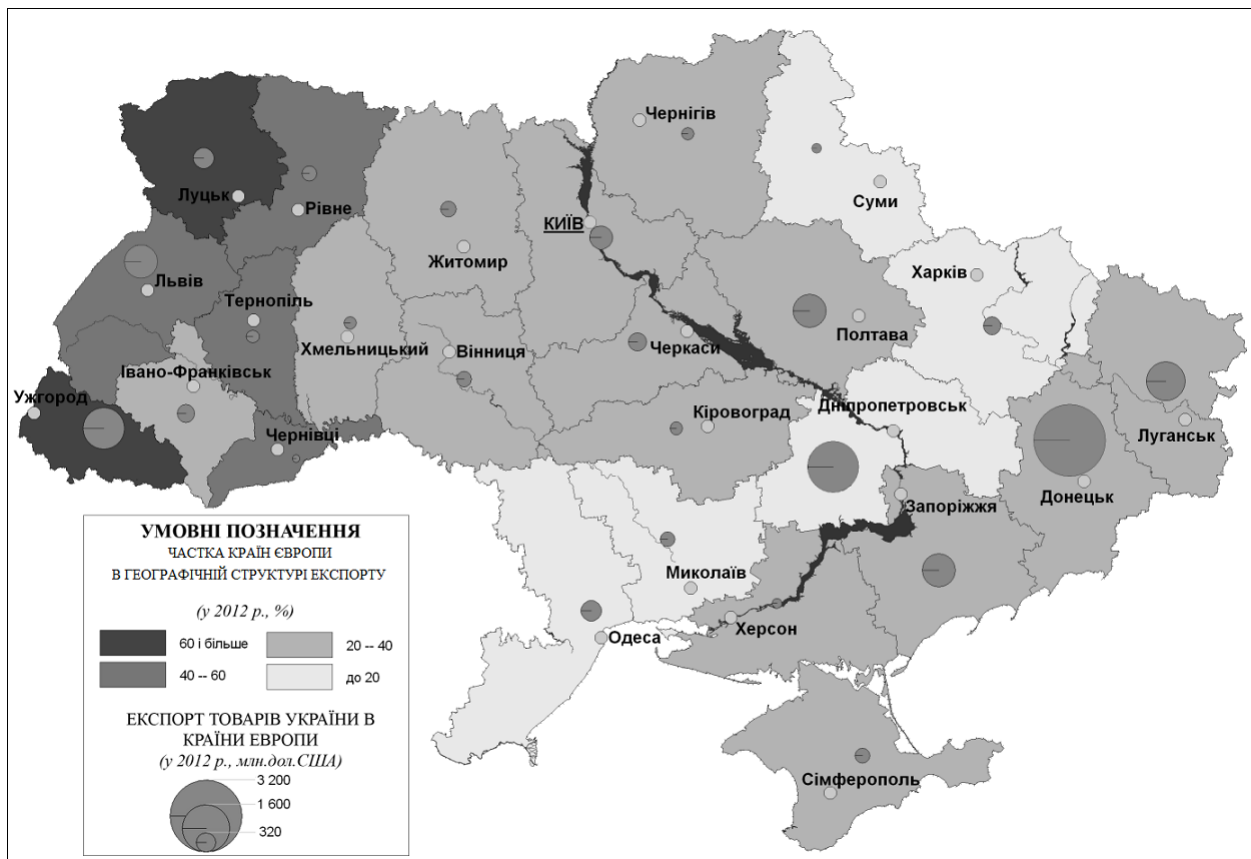 Чернігів
Суми
Луцьк
Рівне
КИЇВ
Житомир
Харків
Львів
Тернопіль
Полтава
Хмельницький
Вінниця
Черкаси
Івано-Франківськ
Ужгород
Кіровоград
Дніпропетровськ
Луганськ
Чернівці
Донецьк
Запоріжжя
Миколаїв
Херсон
Одеса
Сімферополь
УМОВНІ ПОЗНАЧЕННЯ
ЧАСТКА КРАЇН ЄВРОПИ
В ГЕОГРАФІЧНІЙ СТРУКТУРІ ЕКСПОРТУ
(у 2012 р., %)
60 і більше
20 -- 40
40 -- 60
до 20
ЕКСПОРТ ТОВАРІВ УКРАЇНИ В
КРАЇНИ ЕВРОПИ
(у 2012 р., млн.дол.США)
3 200
1 600
320